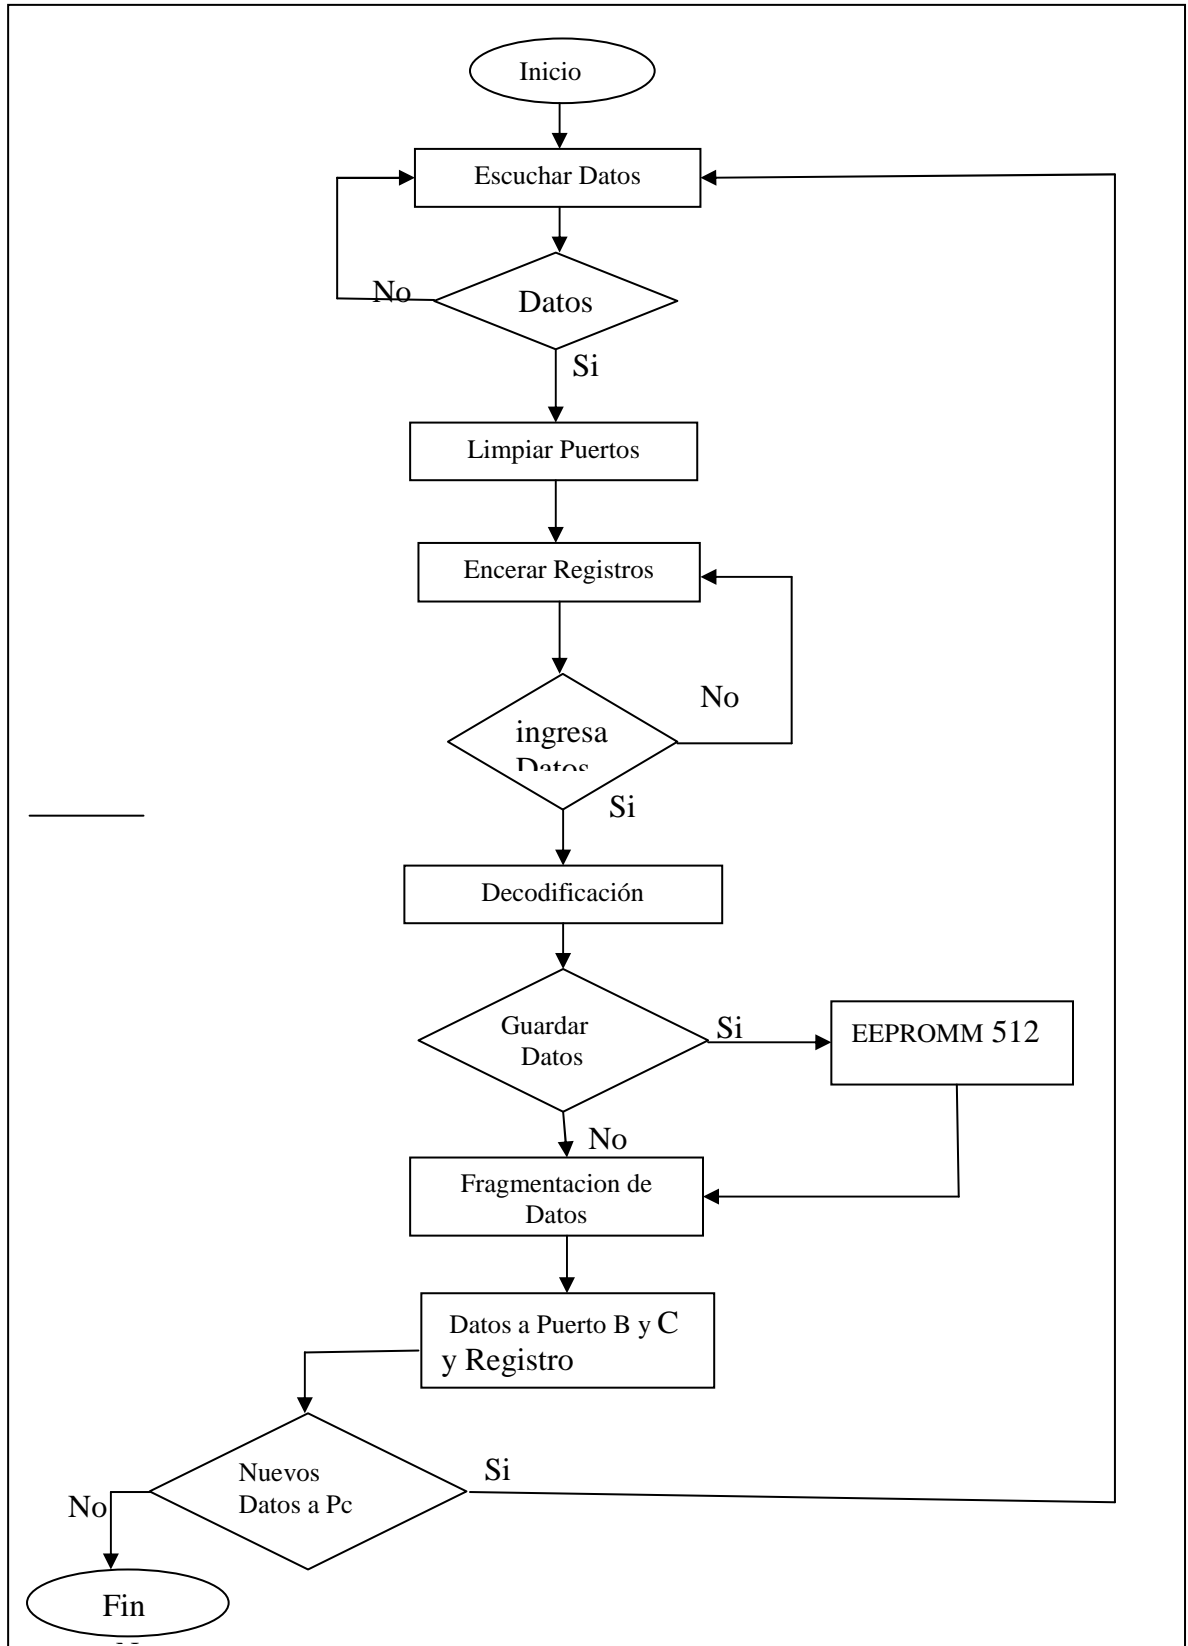 Inicio
Escuchar Datos
No
Datos
Si
Limpiar Puertos
Encerar Registros
No
ingresa
Datos
Si
Decodificación
Guardar
Datos
Si
EEPROMM 512
No
Fragmentacion de
Datos
Datos a Puerto B y C
y Registro
Nuevos
Datos a Pc
Si
No
Fin